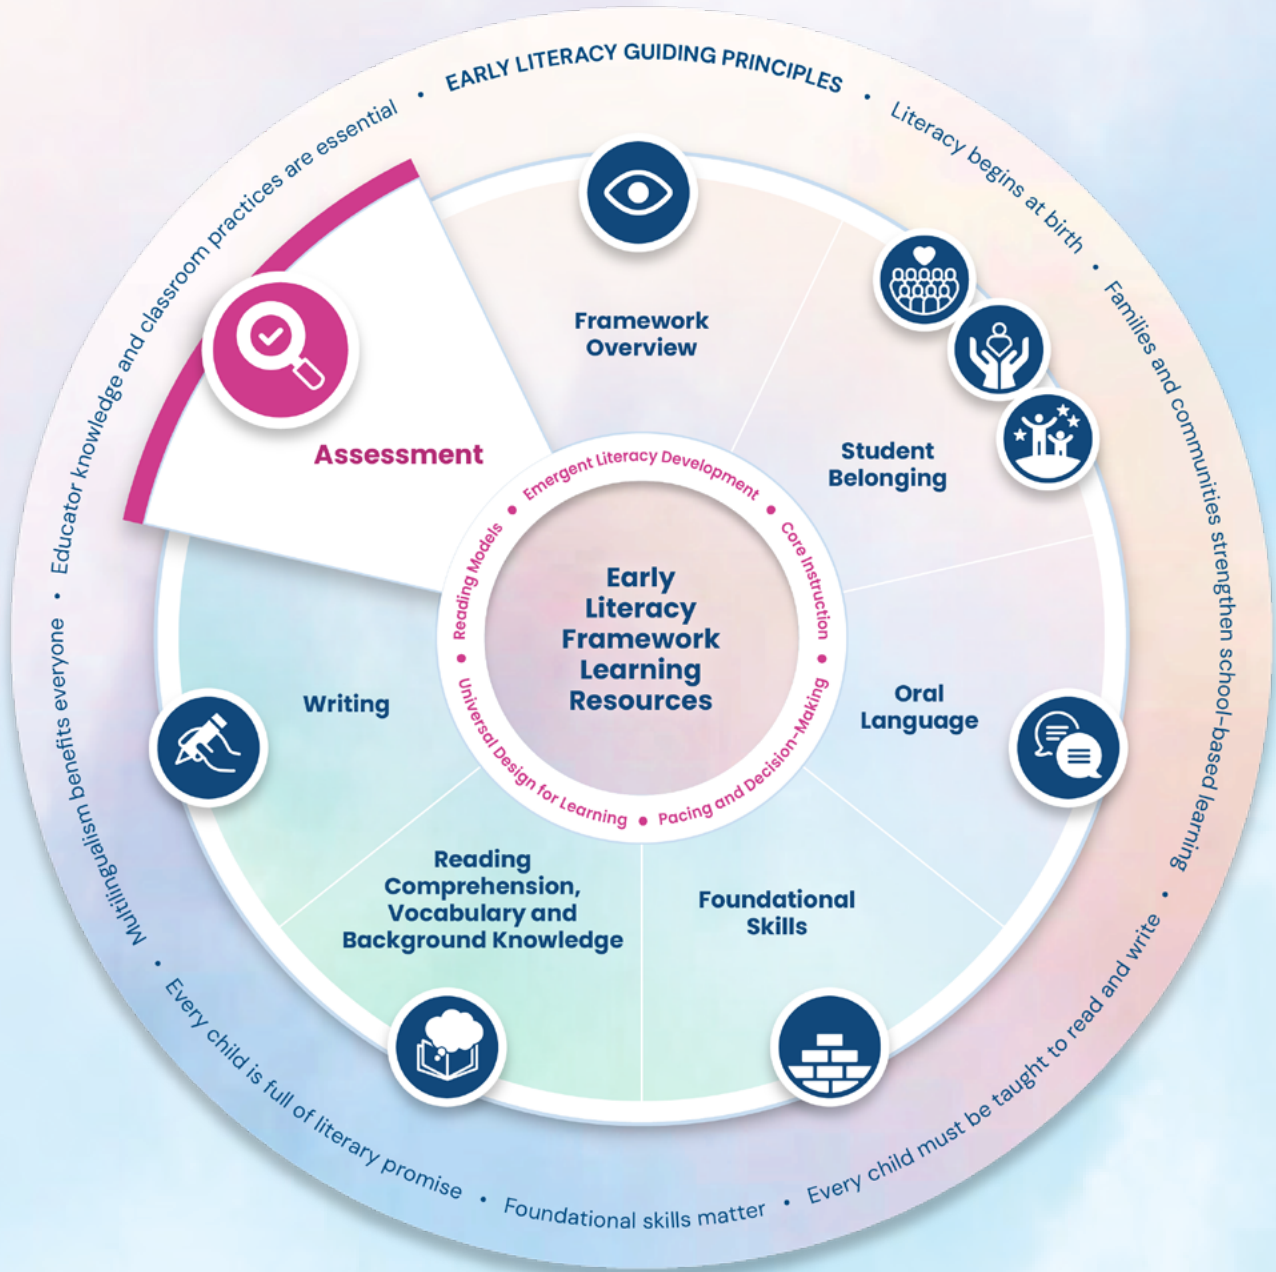 EARLY LITERACY GUIDING PRINCIPLES •
Literacy begins at birth •
Families and communities strengthen school-based learning •
Every child must be taught to read and write •
Foundational skills matter •
Every child is full of literary promise •
Multilingualism benefits everyone •
Educator knowledge and classroom practices are essential •
Framework
Overview
Student
Belonging
Oral
Language
Foundational
Skills
Reading
Comprehension,
Vocabulary and
Background Knowledge
Writing
Assessment
Emergent Literacy Development •
Core Instruction •
Pacing and Decision-Making •
Universal Design for Learning •
Reading Models •
Early
Literacy
Framework
Learning
Resources